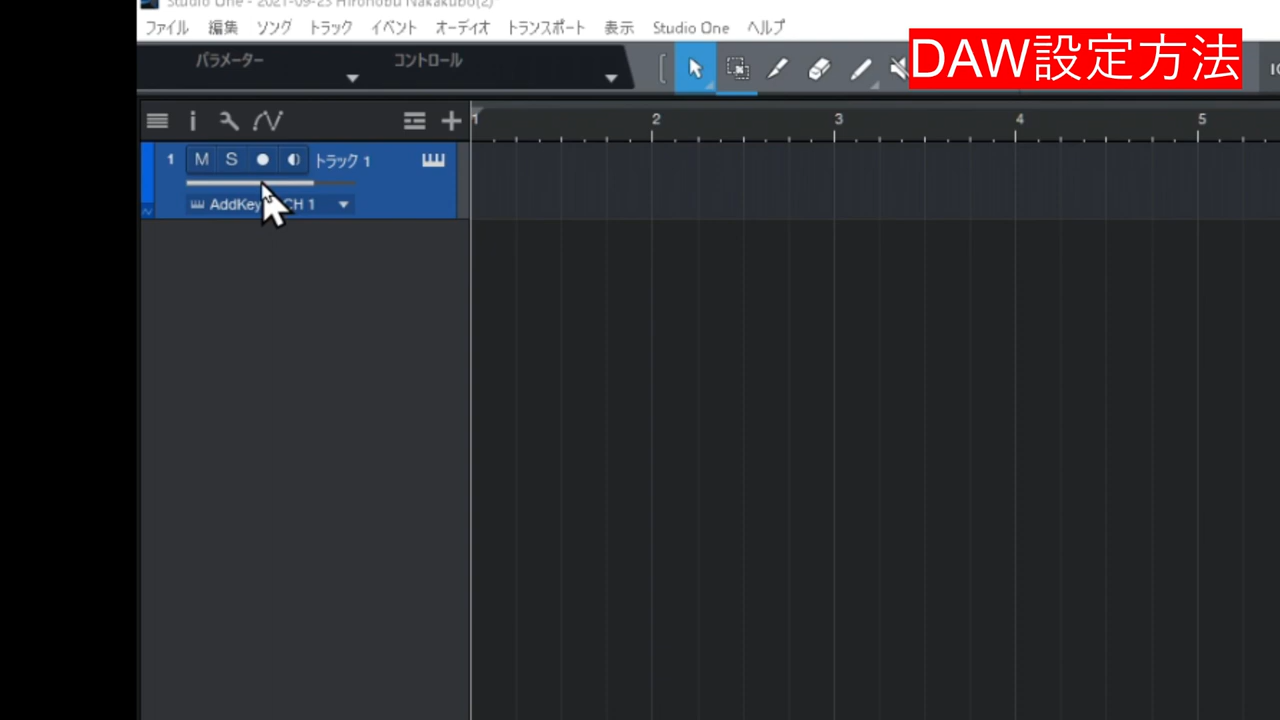 Studio One - 2021-09-23 Hironobu Nakakubo(2)
ファイル 編集 ソング トラック イベント オーディオ トランスポート 表示 Studio One ヘルプ
パラメーター コントロール
DAW設定方法
1 2 3 4 5
1 M S トラック 1
AddKey CH 1